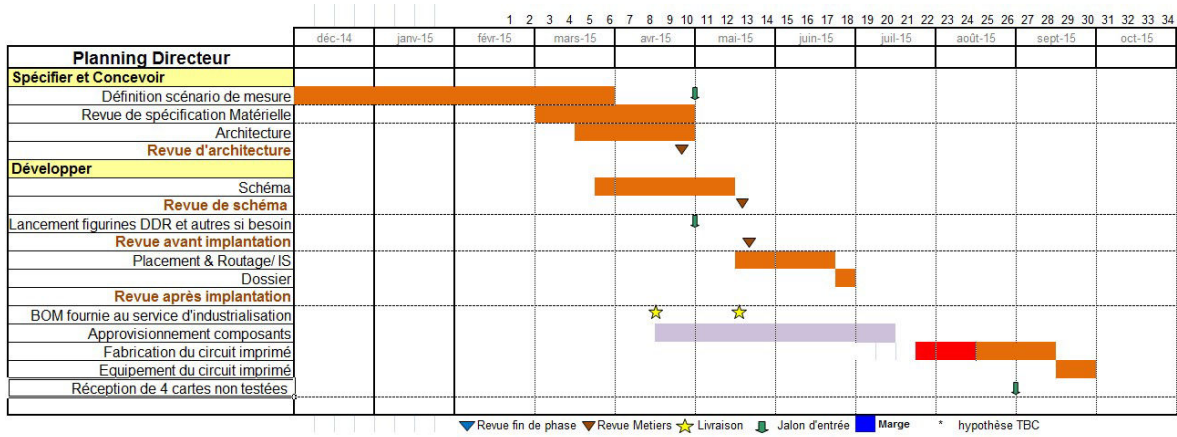 1 2 3 4 5 6 7 8 9 10 11 12 13 14 15 16 17 18 19 20 21 22 23 24 25 26 27 28 29 30 31 32 33 34
déc-14 janv-15 févr-15 mars-15 avr-15 mai-15 juin-15 juil-15 août-15 sept-15 oct-15
Planning Directeur
Spécifier et Concevoir
Définition scénario de mesure
Revue de spécification Matérielle
Architecture
Revue d'architecture
Développer
Schéma
Revue de schéma
Lancement figurines DDR et autres si besoin
Revue avant implantation
Placement & Routage/ IS
Dossier
Revue après implantation
BOM fournie au service d'industrialisation
Approvisionnement composants
Fabrication du circuit imprimé
Equipement du circuit imprimé
Réception de 4 cartes non testées
Revue fin de phase Revue Metiers Livraison Jalon d'entrée Marge * hypothèse TBC